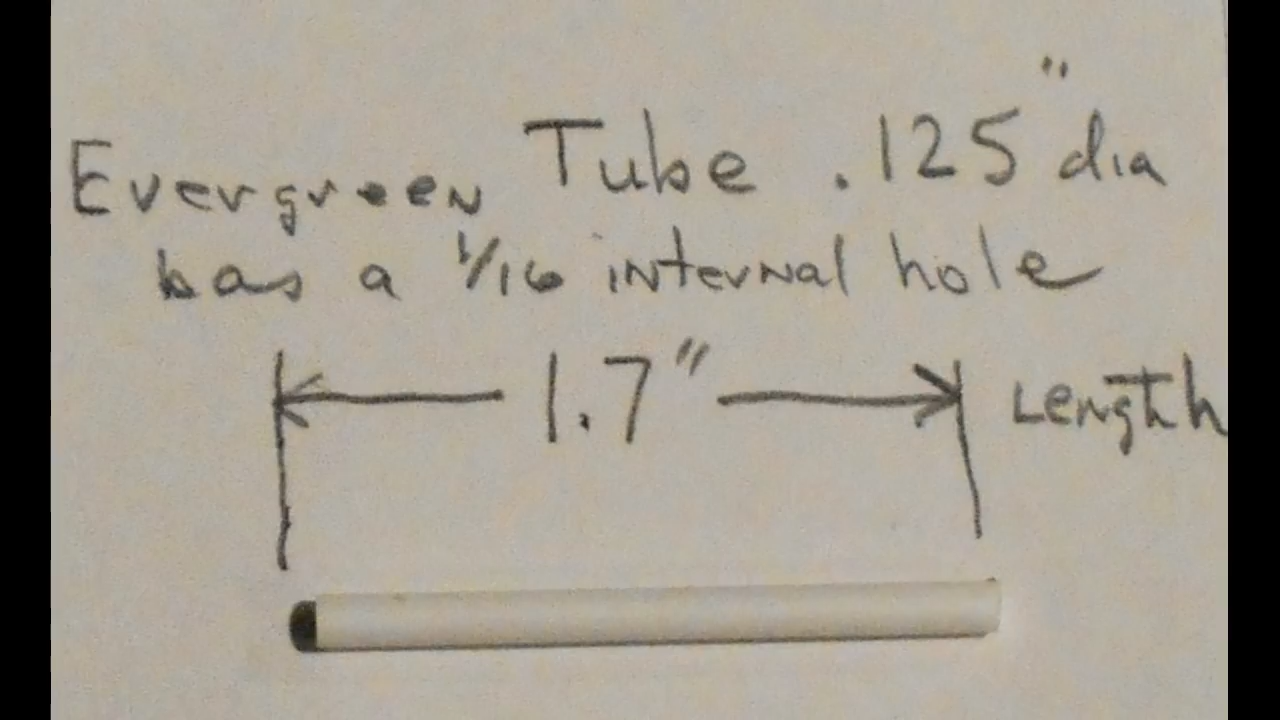 Evergreen Tube .125" dia
has a 1/16 internal hole
1.7" Length